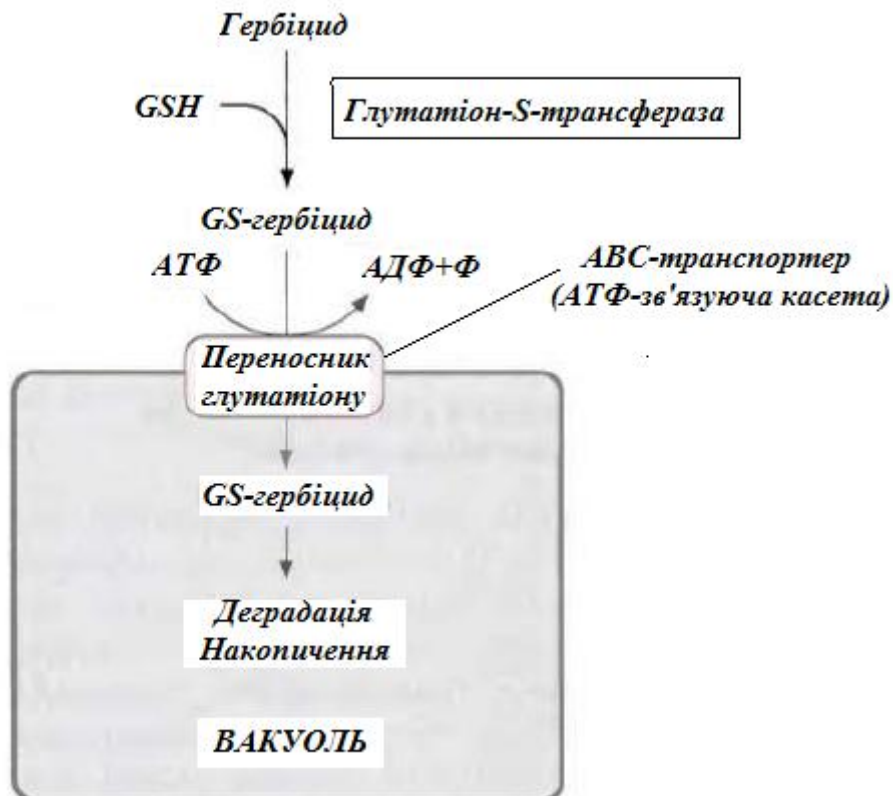 Гербіцид
GSH
Глутатіон-S-трансфераза
GS-гербіцид
АТФ
АДФ+Ф
АВС-транспортер
(АТФ-зв'язуюча касета)
Переносник
глутатіону
GS-гербіцид
Деградація
Накопичення
ВАКУОЛЬ